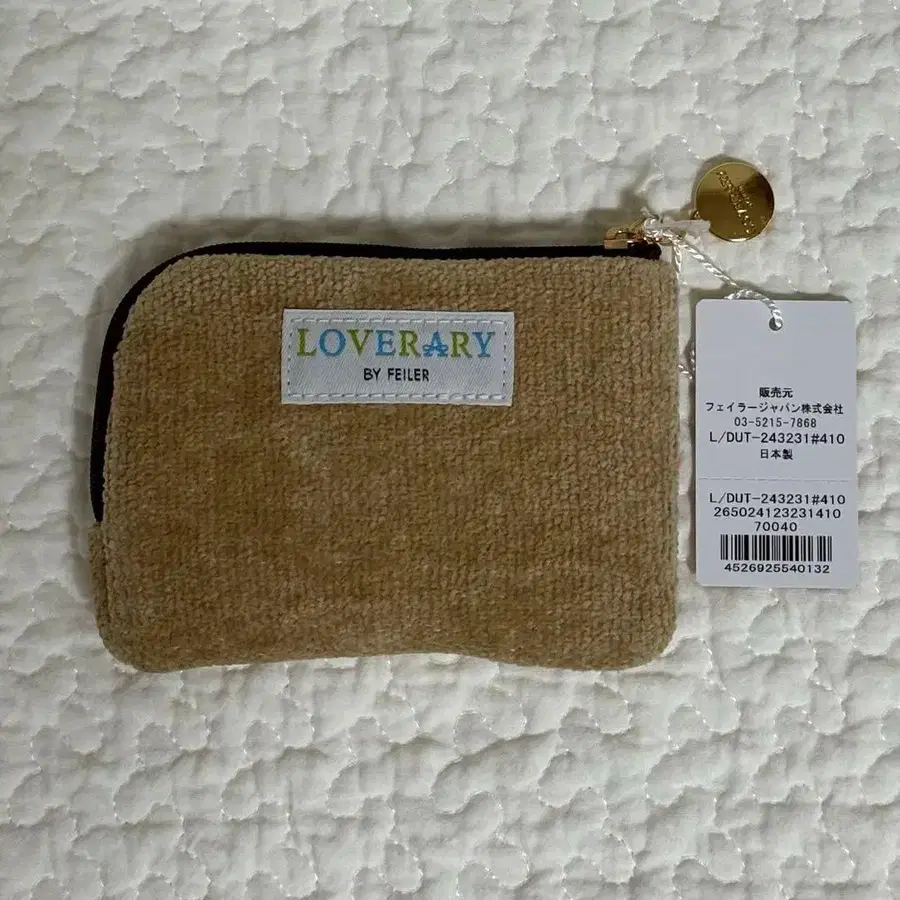 LOVERARY
BY FEILER
販売元
フェイラージャパン株式会社
03-5215-7868
L/DUT-243231#410
日本製
L/DUT-243231#410
265024123231410
70040
4526925540132